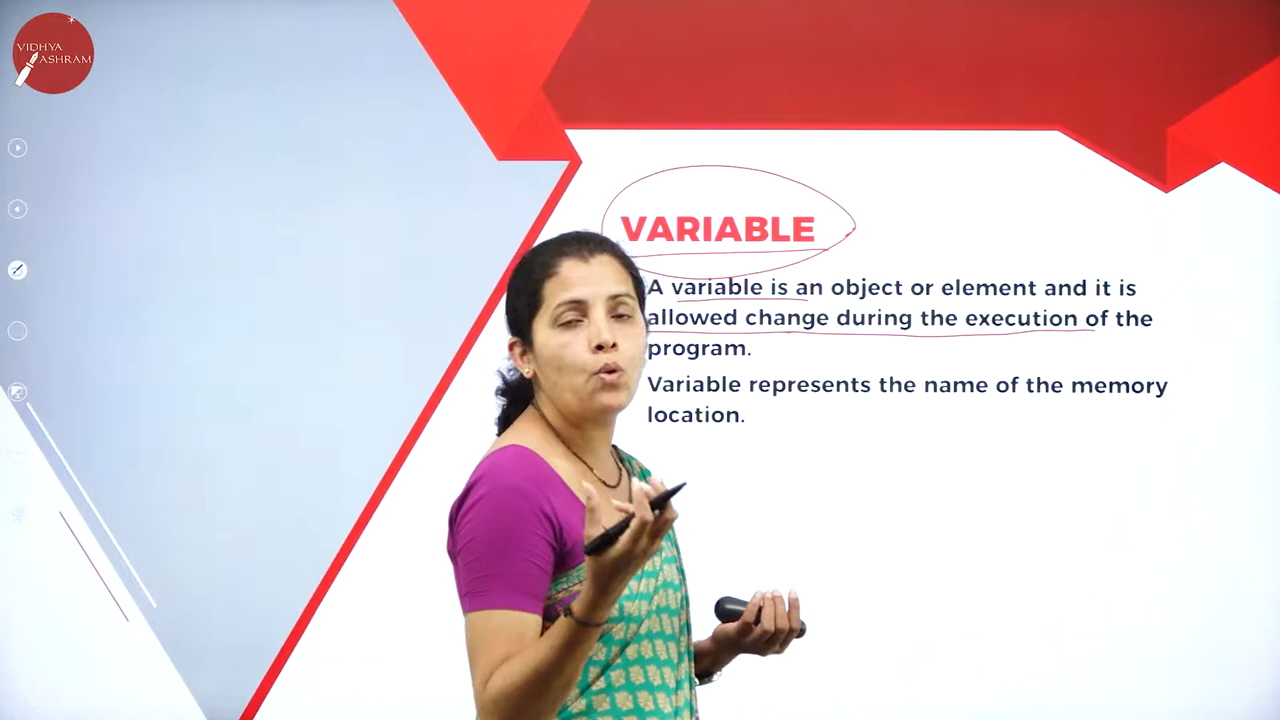 VIDHYA
ASHRAM
VARIABLE
A variable is an object or element and it is
allowed change during the execution of the
program.
Variable represents the name of the memory
location.